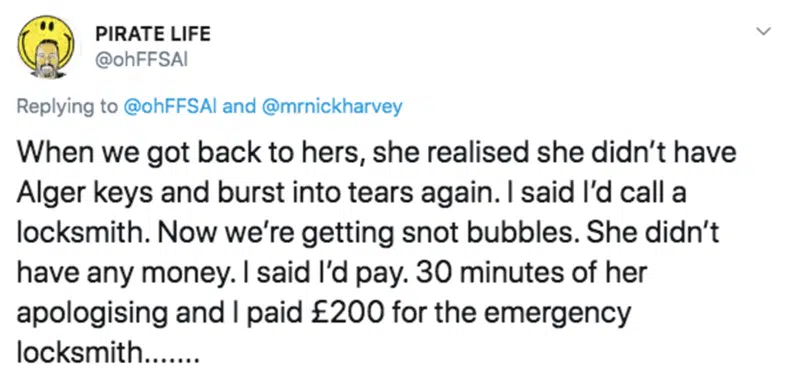 PIRATE LIFE
@ohFFSAl
Replying to @ohFFSAl and @mrnickharvey
When we got back to hers, she realised she didn't have
Alger keys and burst into tears again. I said I'd call a
locksmith. Now we're getting snot bubbles. She didn't
have any money. I said I'd pay. 30 minutes of her
apologising and I paid £200 for the emergency
locksmith.......